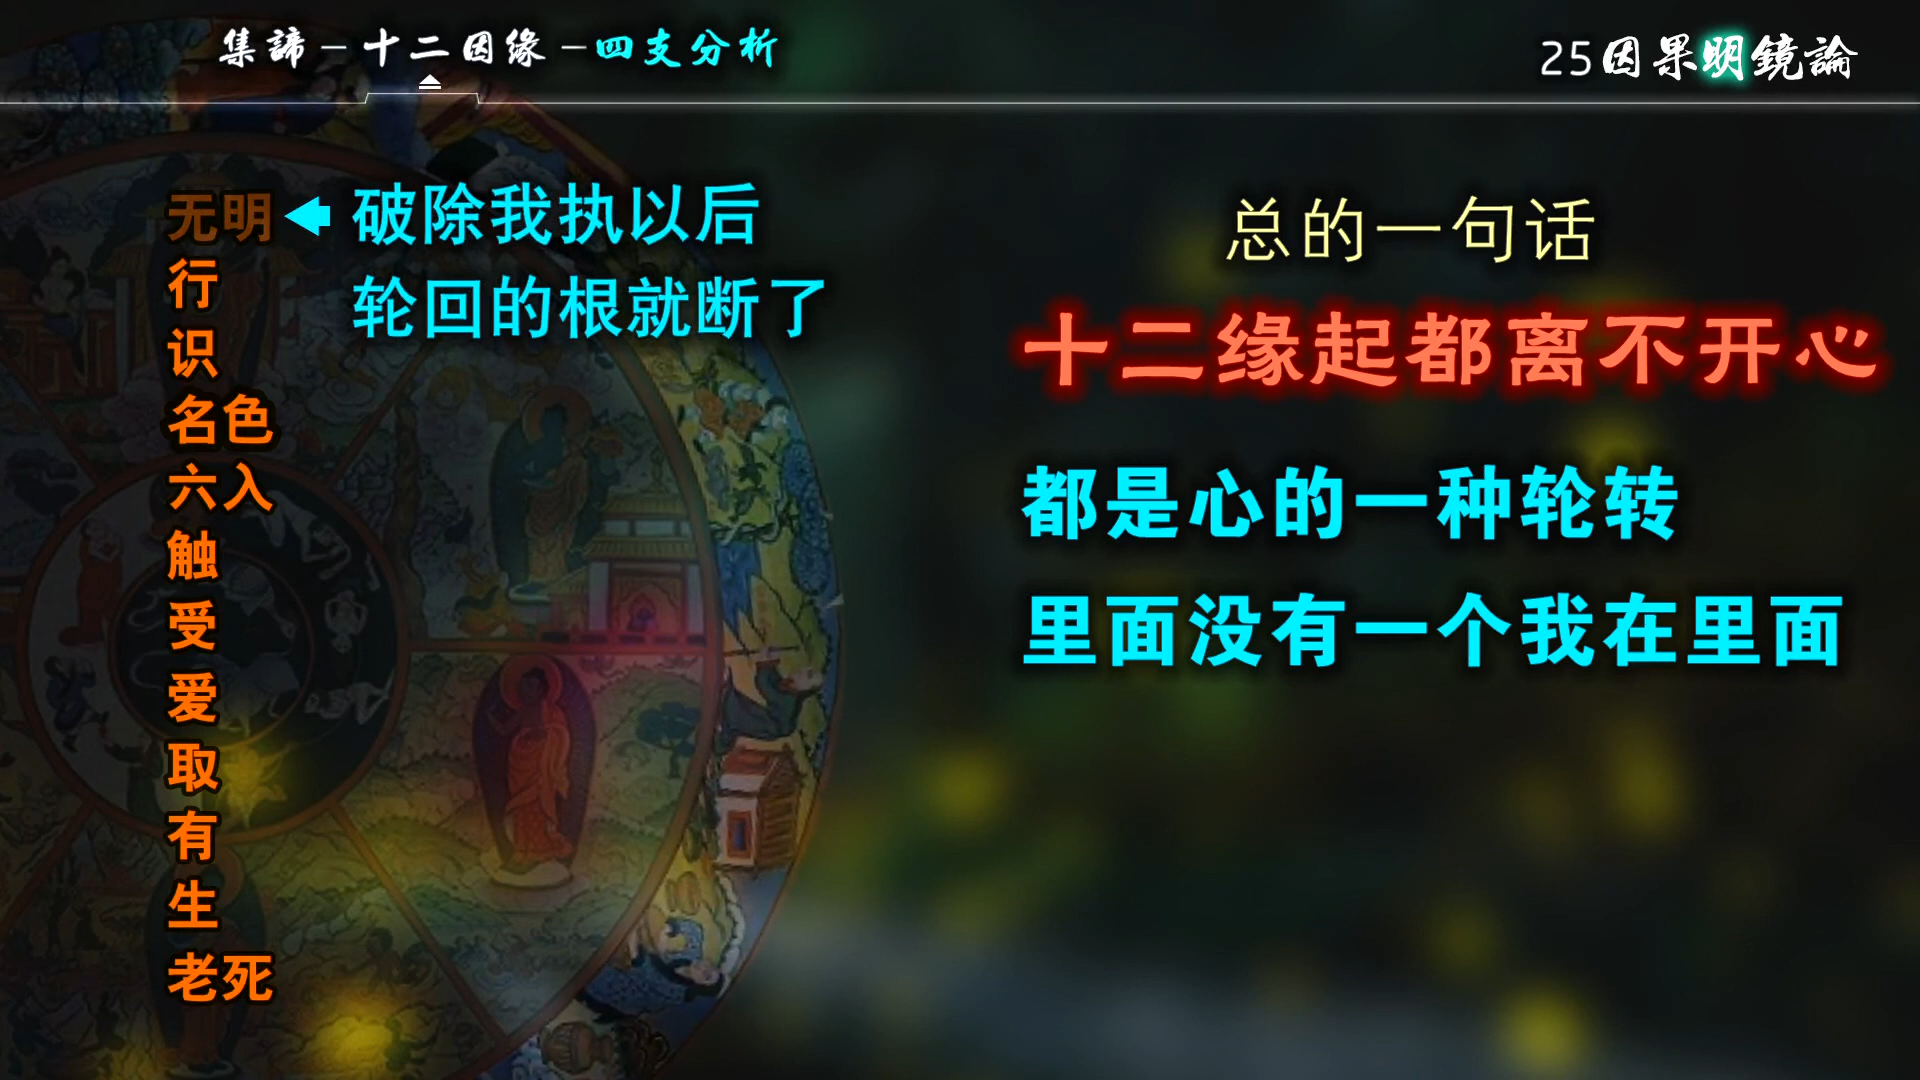 集諦－十二因缘－四支分析
25因果明鏡論
无明
行
识
名色
六入
触
受
爱
取
有
生
老死
破除我执以后
轮回的根就断了
总的一句话
十二缘起都离不开心
都是心的一种轮转
里面没有一个我在里面